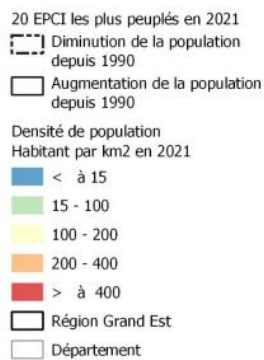 20 EPCI les plus peuplés en 2021
Diminution de la population
depuis 1990
Augmentation de la population
depuis 1990
Densité de population
Habitant par km2 en 2021
< à 15
15 - 100
100 - 200
200 - 400
> à 400
Région Grand Est
Département